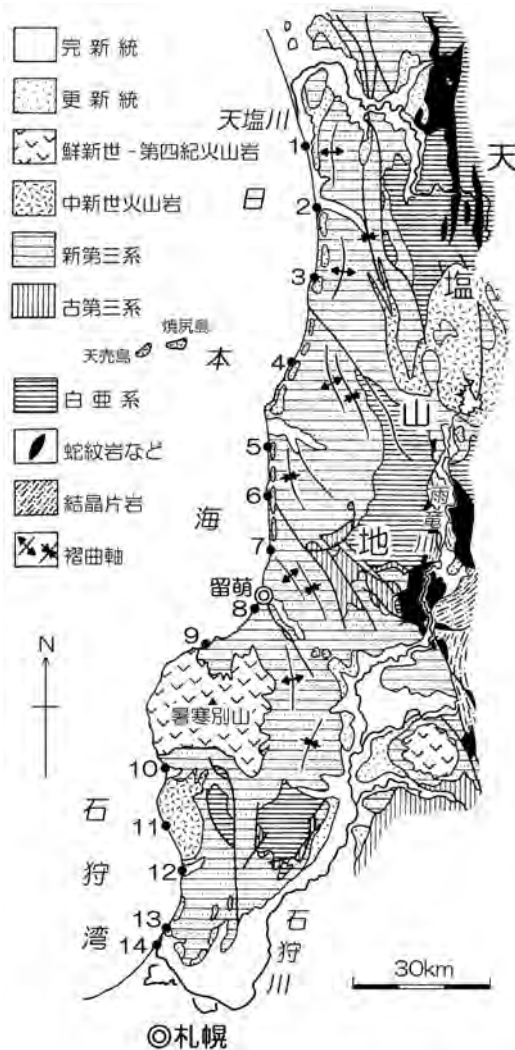 完新統
更新統
鮮新世-第四紀火山岩
中新世火山岩
新第三系
古第三系
白亜系
蛇紋岩など
結晶片岩
褶曲軸
天塩川
1
2
3
4
5
6
7
8
9
10
11
12
13
14
日本海
焼尻島
天売島
天塩山地
雨竜川
留萌
暑寒別山
N
石狩湾
石狩川
30km
札幌